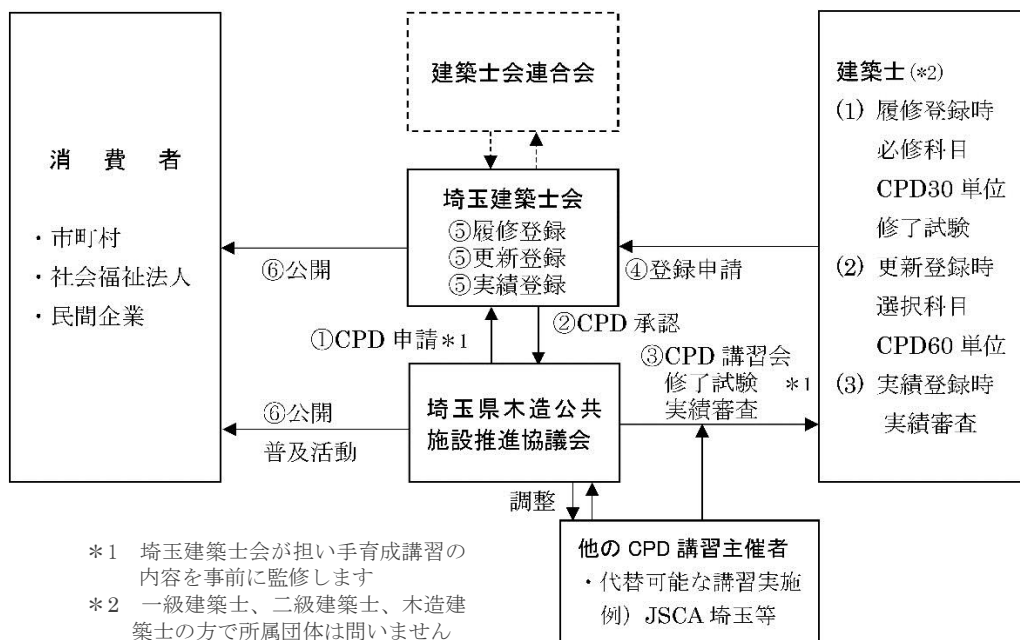 建築士会連合会
消費者
・市町村
・社会福祉法人
・民間企業
埼玉建築士会
⑤履修登録
⑤更新登録
⑤実績登録
⑥公開
④登録申請
①CPD 申請*1
②CPD 承認
③CPD 講習会
修了試験 *1
実績審査
埼玉県木造公共
施設推進協議会
⑥公開
普及活動
調整
他の CPD 講習主催者
・代替可能な講習実施
例）JSCA 埼玉等
建築士(*2)
(1) 履修登録時
必修科目
CPD30 単位
修了試験
(2) 更新登録時
選択科目
CPD60 単位
(3) 実績登録時
実績審査
*1 埼玉建築士会が担い手育成講習の
内容を事前に監修します
*2 一級建築士、二級建築士、木造建
築士の方で所属団体は問いません